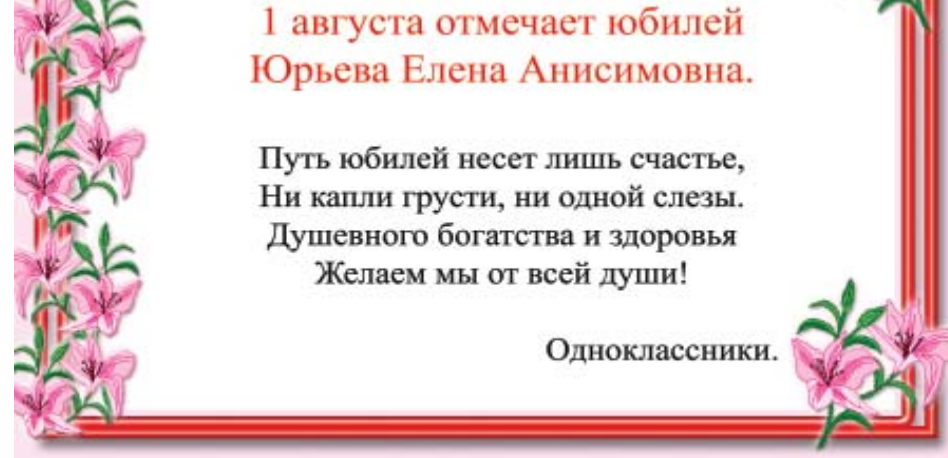 1 августа отмечает юбилей
Юрьева Елена Анисимовна.
Путь юбилей несет лишь счастье,
Ни капли грусти, ни одной слезы.
Душевного богатства и здоровья
Желаем мы от всей души!
Одноклассники.